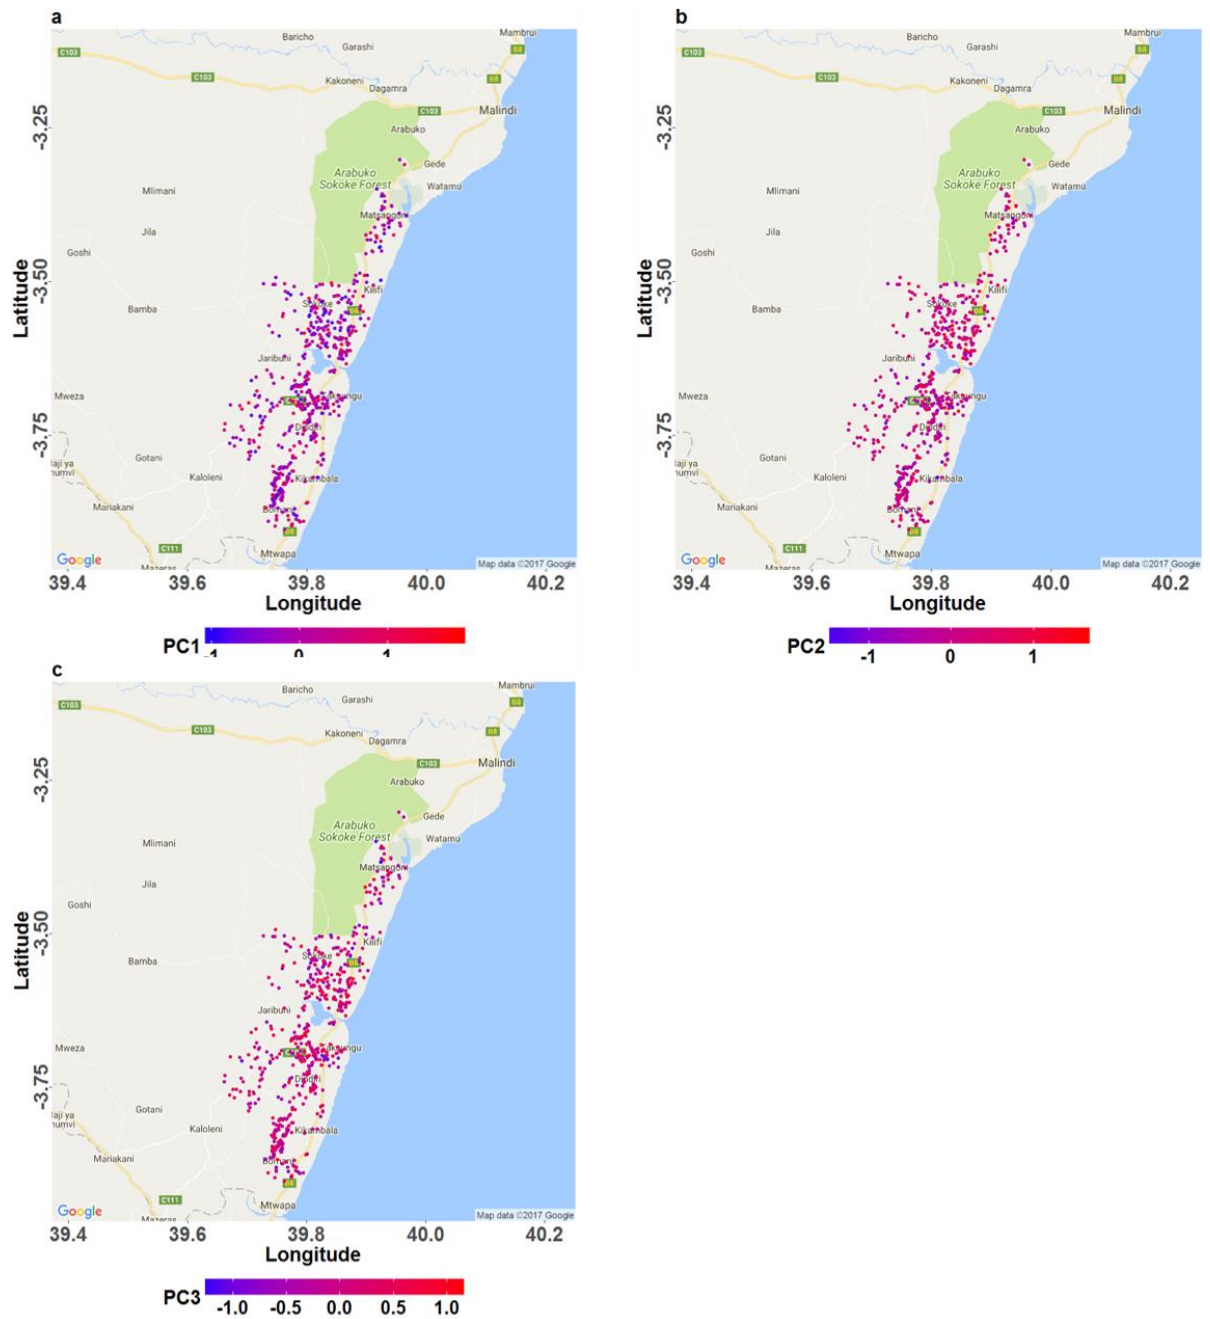 a
Mambrui
Baricho
Garashi
C103
B8
C103
Kakoneni
Dagamra
B8
C103
Malindi
-3.25
Arabuko
Gede
Arabuko
Sokoke Forest
Watamu
Mlimani
Matsangoni
Jila
Goshi
-3.50
Kilifi
Sokoke
Bamba
Latitude
Jaribuni
Mweza
-3.75
Gotani
Kaloleni
Kikambala
Mariakani
C111
Mtwapa
Google
Map data ©2017 Google
39.4 39.6 39.8 40.0 40.2
Longitude
PC1
-1 0 1
b
Mambrui
Baricho
Garashi
C103
B8
C103
Kakoneni
Dagamra
B8
C103
Malindi
-3.25
Arabuko
Gede
Arabuko
Sokoke Forest
Watamu
Mlimani
Matsangoni
Jila
Goshi
-3.50
Kilifi
Sokoke
Bamba
Latitude
Jaribuni
Mweza
-3.75
Gotani
Kaloleni
Kikambala
Mariakani
C111
Mtwapa
Google
Map data ©2017 Google
39.4 39.6 39.8 40.0 40.2
Longitude
PC2
-1 0 1
c
Mambrui
Baricho
Garashi
C103
B8
C103
Kakoneni
Dagamra
B8
C103
Malindi
-3.25
Arabuko
Gede
Arabuko
Sokoke Forest
Watamu
Mlimani
Matsangoni
Jila
Goshi
-3.50
Kilifi
Sokoke
Bamba
Latitude
Jaribuni
Mweza
-3.75
Gotani
Kaloleni
Kikambala
Mariakani
C111
Mtwapa
Google
Map data ©2017 Google
39.4 39.6 39.8 40.0 40.2
Longitude
PC3
-1.0 -0.5 0.0 0.5 1.0